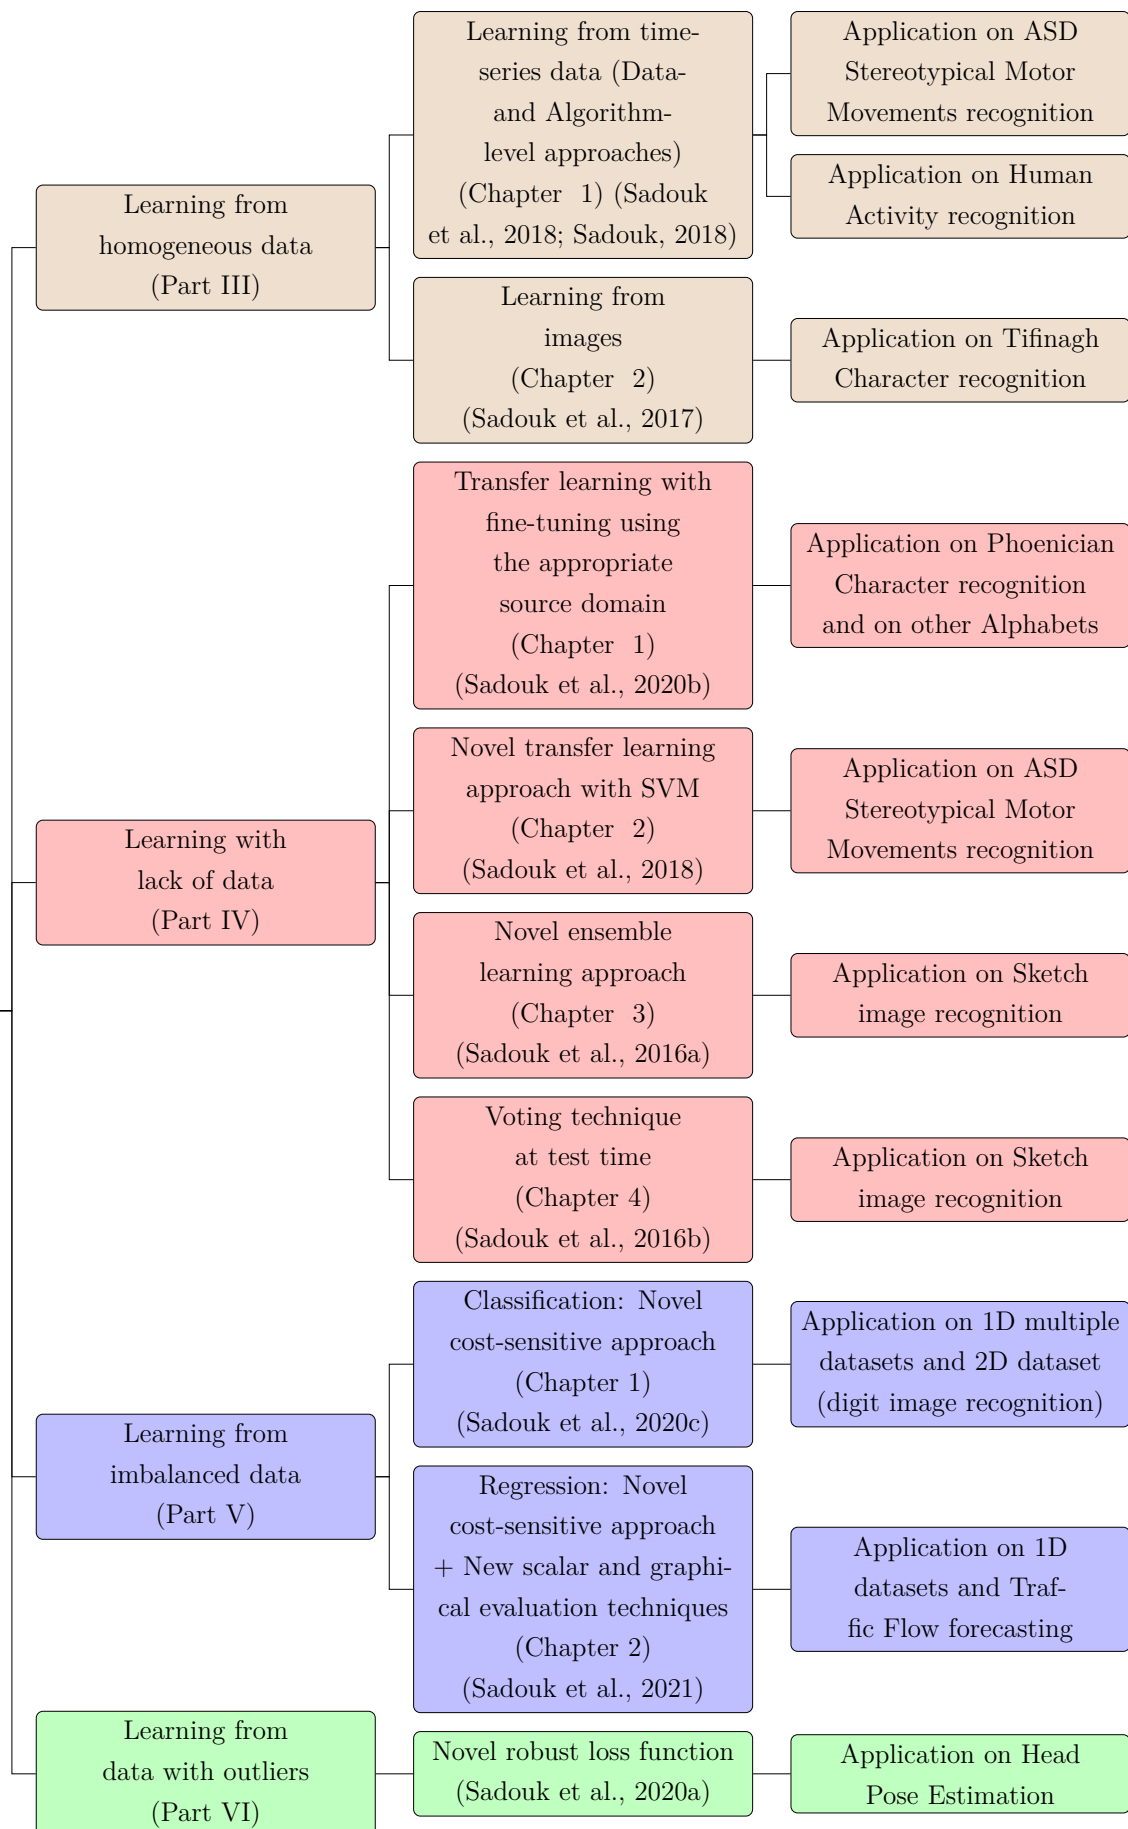 Learning from
homogeneous data
(Part III)
Learning from time-
series data (Data-
and Algorithm-
level approaches)
(Chapter 1) (Sadouk
et al., 2018; Sadouk, 2018)
Application on ASD
Stereotypical Motor
Movements recognition
Application on Human
Activity recognition
Learning from
images
(Chapter 2)
(Sadouk et al., 2017)
Application on Tifinagh
Character recognition
Learning with
lack of data
(Part IV)
Transfer learning with
fine-tuning using
the appropriate
source domain
(Chapter 1)
(Sadouk et al., 2020b)
Application on Phoenician
Character recognition
and on other Alphabets
Novel transfer learning
approach with SVM
(Chapter 2)
(Sadouk et al., 2018)
Application on ASD
Stereotypical Motor
Movements recognition
Novel ensemble
learning approach
(Chapter 3)
(Sadouk et al., 2016a)
Application on Sketch
image recognition
Voting technique
at test time
(Chapter 4)
(Sadouk et al., 2016b)
Application on Sketch
image recognition
Learning from
imbalanced data
(Part V)
Classification: Novel
cost-sensitive approach
(Chapter 1)
(Sadouk et al., 2020c)
Application on 1D multiple
datasets and 2D dataset
(digit image recognition)
Regression: Novel
cost-sensitive approach
+ New scalar and graphi-
cal evaluation techniques
(Chapter 2)
(Sadouk et al., 2021)
Application on 1D
datasets and Traf-
fic Flow forecasting
Learning from
data with outliers
(Part VI)
Novel robust loss function
(Sadouk et al., 2020a)
Application on Head
Pose Estimation